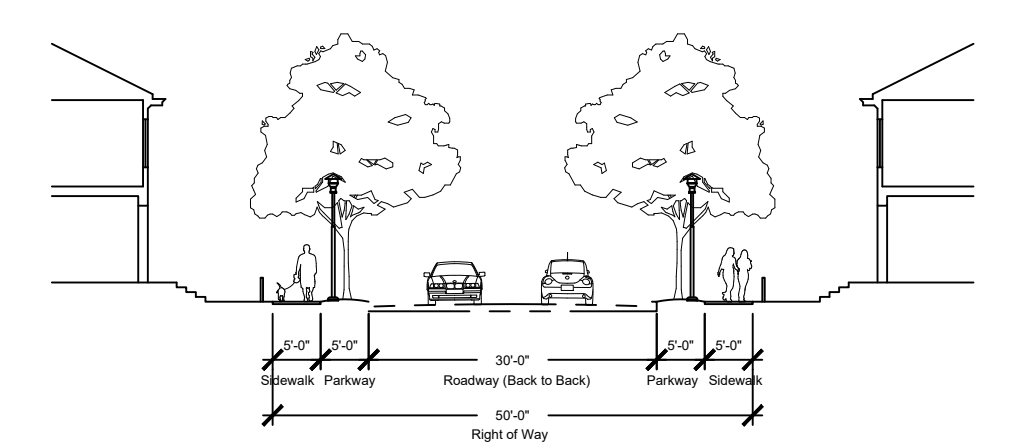 5'-0" 5'-0" 30'-0" 5'-0" 5'-0"
Sidewalk Parkway Roadway (Back to Back) Parkway Sidewalk
50'-0"
Right of Way